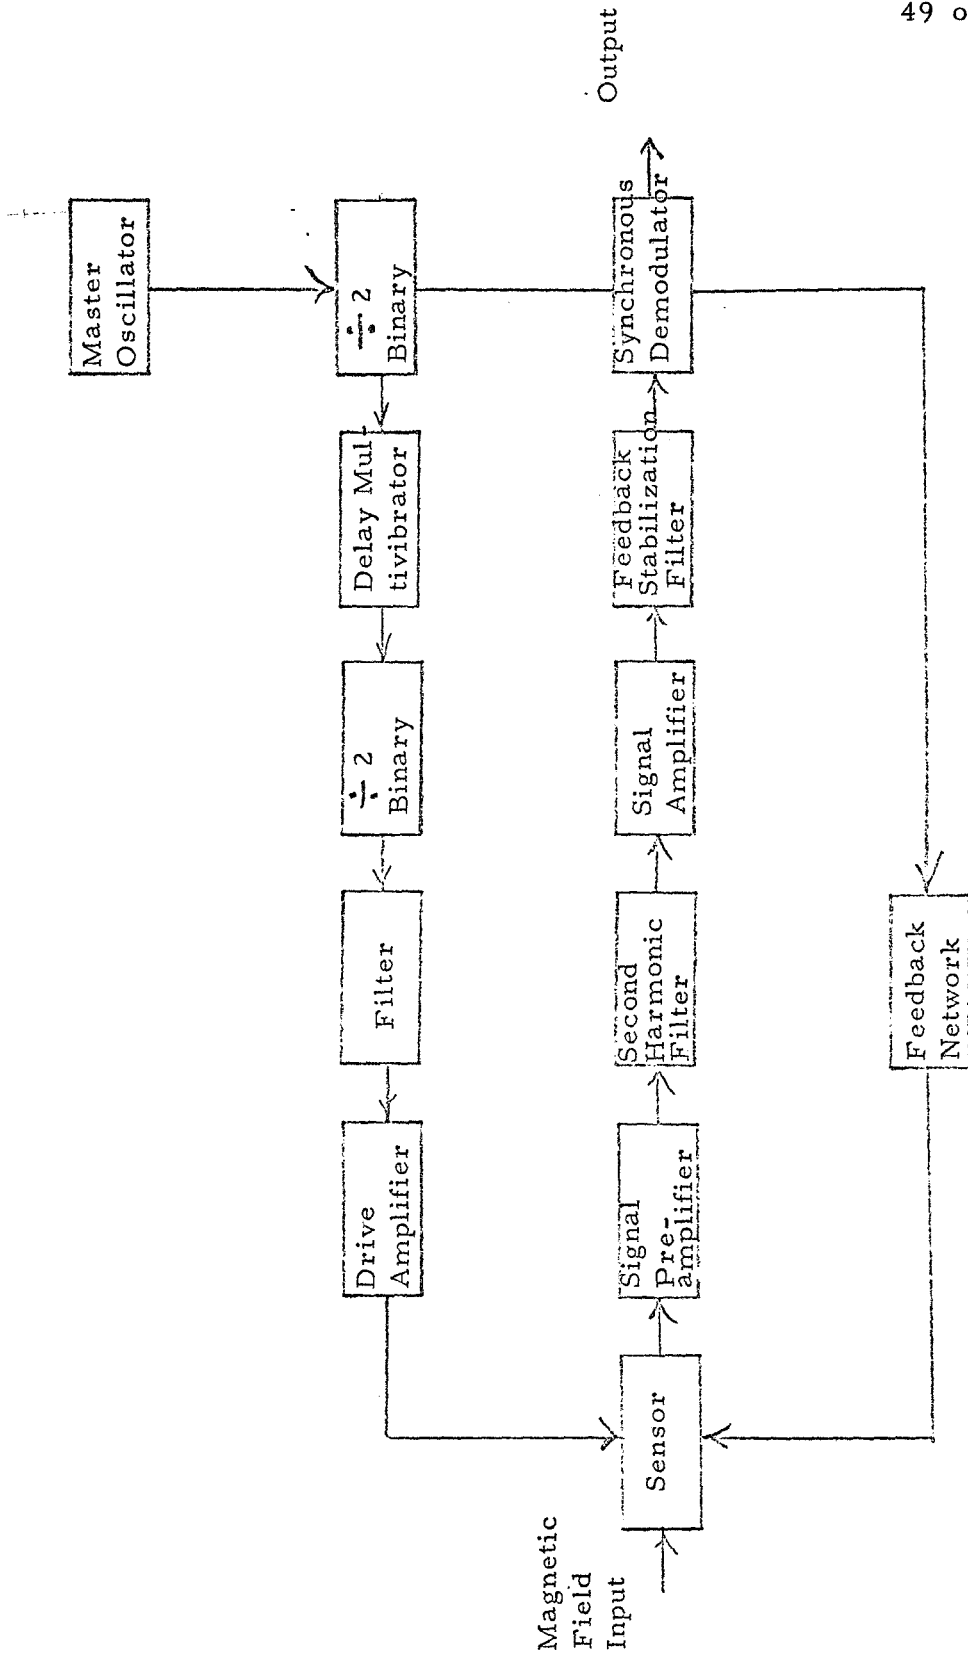 49 o
Master
Oscillator
÷ 2
Binary
Delay Mul-
tivibrator
÷ 2
Binary
Filter
Drive
Amplifier
Magnetic
Field
Input
Sensor
Signal
Pre-
amplifier
Second
Harmonic
Filter
Signal
Amplifier
Feedback
Stabilization
Filter
Synchronous
Demodulator
Output
Feedback
Network